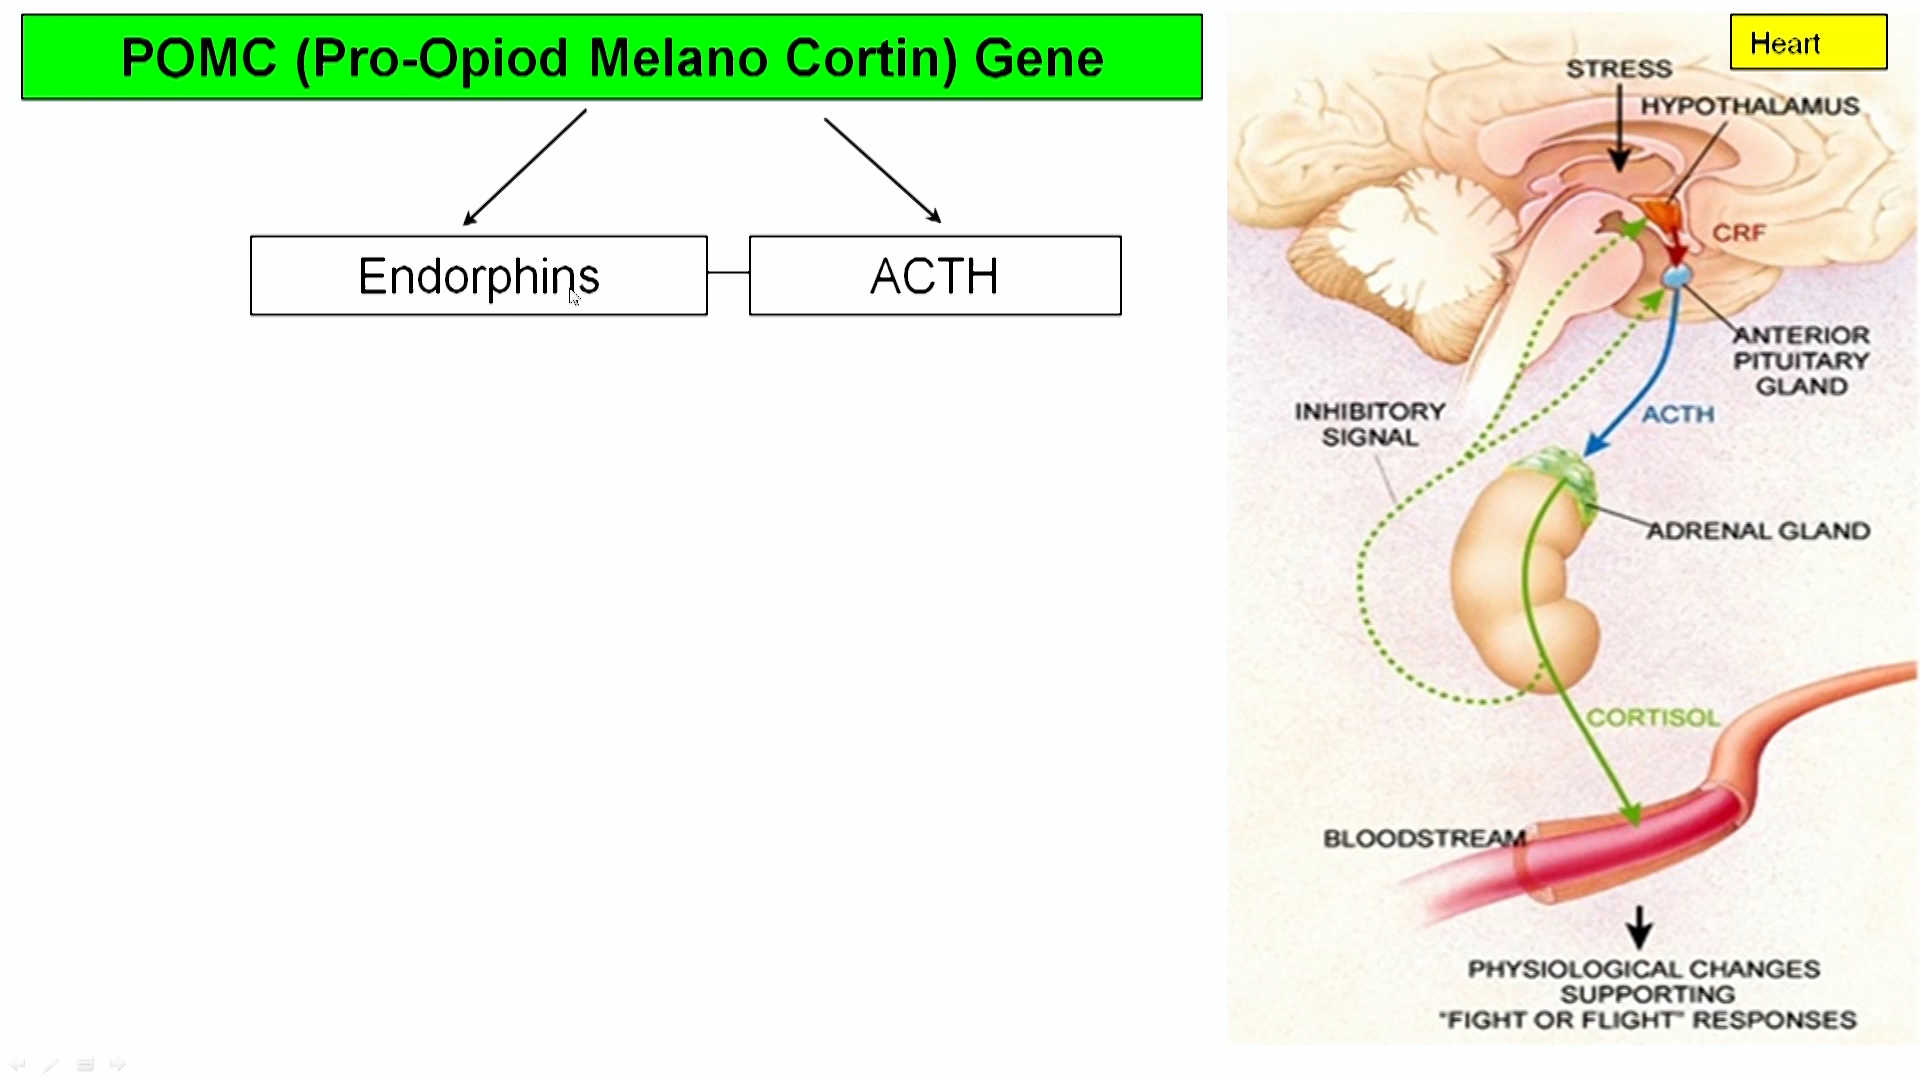 POMC (Pro-Opiod Melano Cortin) Gene
Endorphins
ACTH
Heart
STRESS
HYPOTHALAMUS
CRF
ANTERIOR
PITUITARY
GLAND
ACTH
INHIBITORY
SIGNAL
ADRENAL GLAND
CORTISOL
BLOODSTREAM
PHYSIOLOGICAL CHANGES
SUPPORTING
"FIGHT OR FLIGHT" RESPONSES